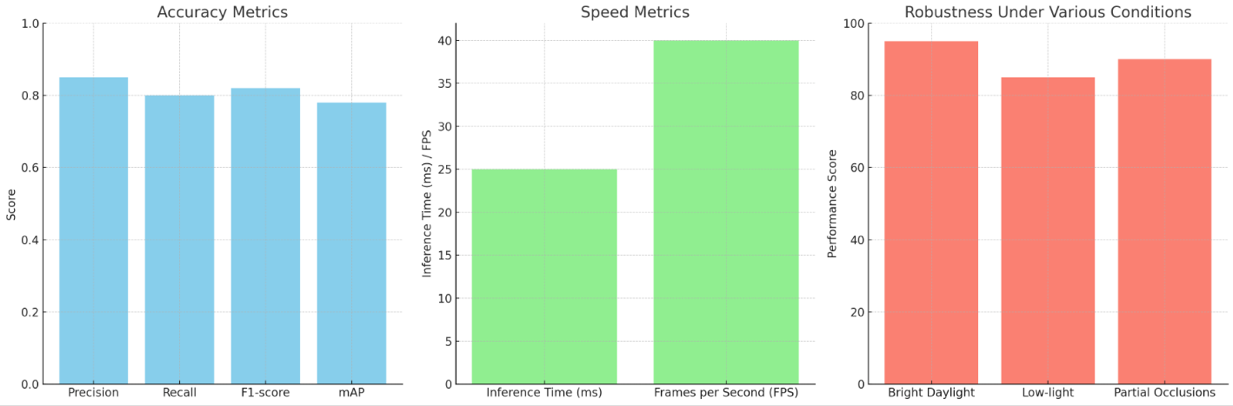 Accuracy Metrics
Score
1.0
0.8
0.6
0.4
0.2
0.0
Precision Recall F1-score mAP
Speed Metrics
Inference Time (ms) / FPS
40
35
30
25
20
15
10
5
0
Inference Time (ms) Frames per Second (FPS)
Robustness Under Various Conditions
Performance Score
100
80
60
40
20
0
Bright Daylight Low-light Partial Occlusions